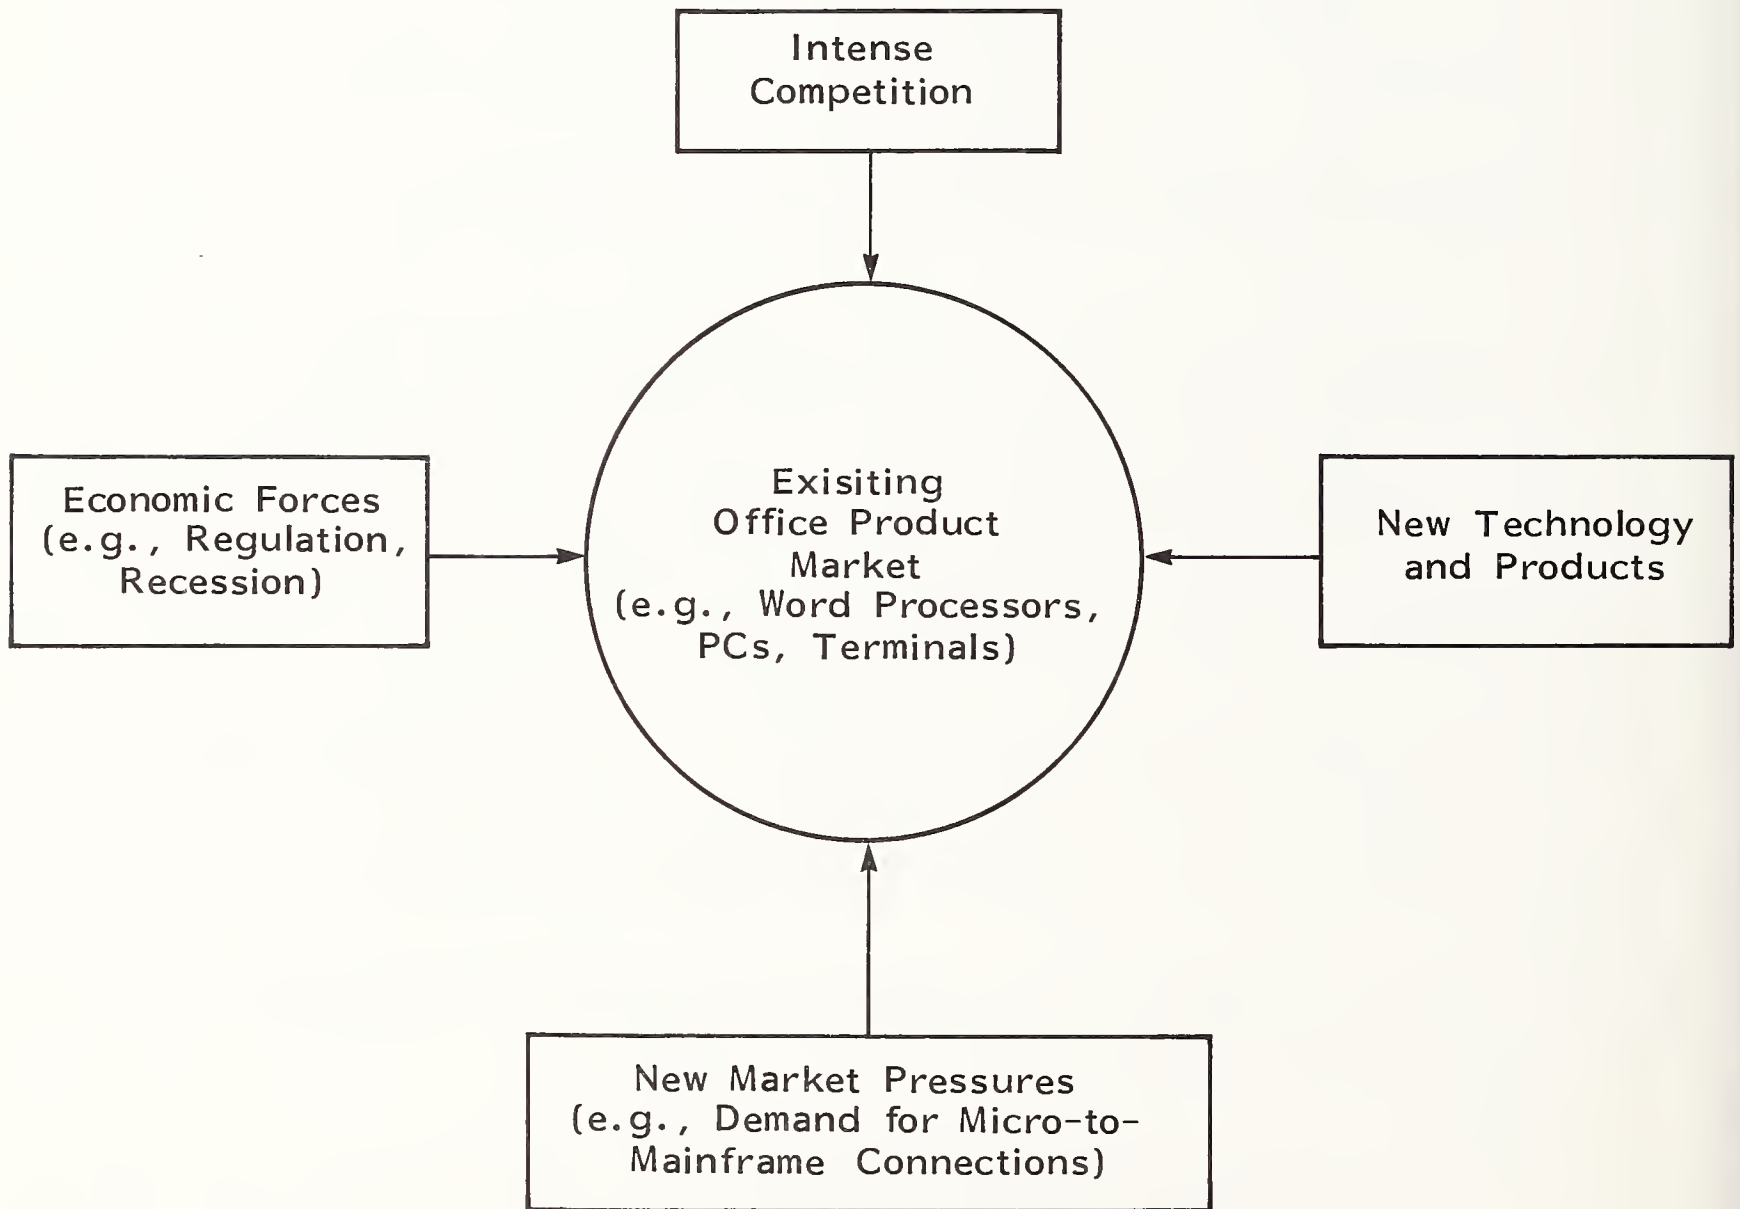 Intense
Competition
Economic Forces
(e.g., Regulation,
Recession)
Exisiting
Office Product
Market
(e.g., Word Processors,
PCs, Terminals)
New Technology
and Products
New Market Pressures
(e.g., Demand for Micro-to-
Mainframe Connections)